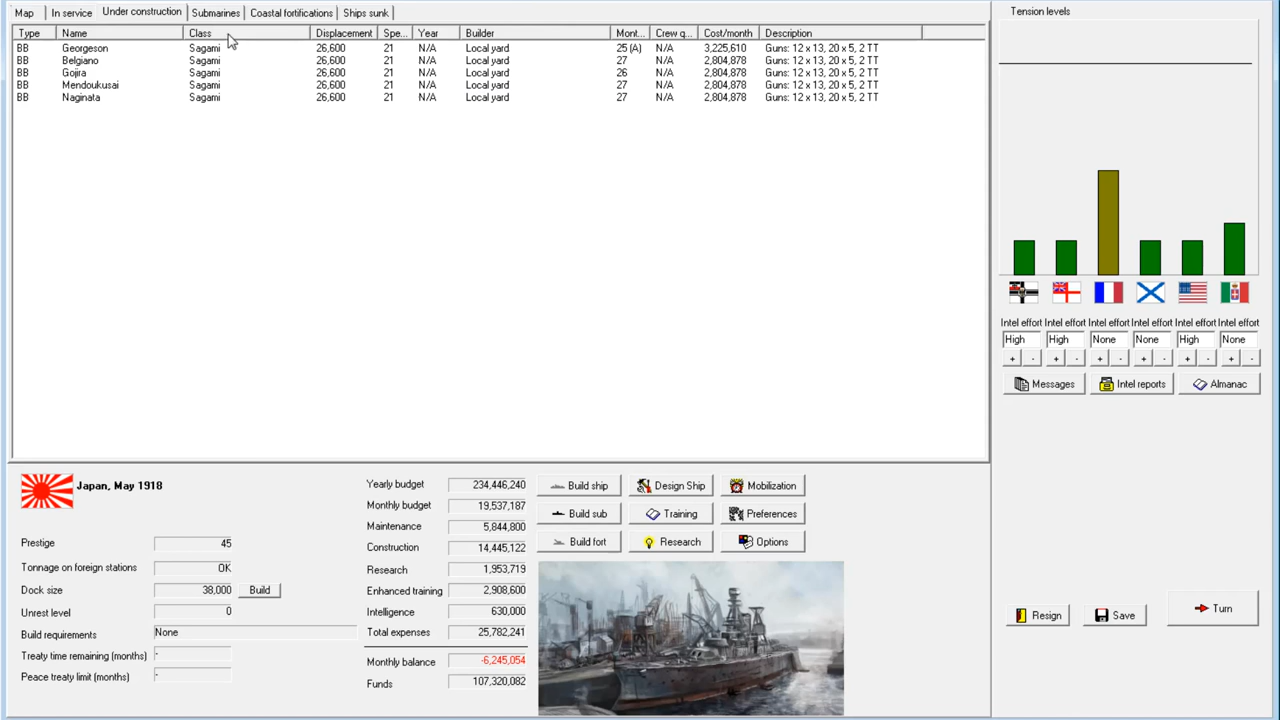 Map In service Under construction Submarines Coastal fortifications Ships sunk
Type Name Class Displacement Spe... Year Builder Mont... Crew q... Cost/month Description
BB Georgeson Sagami 26,600 21 N/A Local yard 25 (A) N/A 3,225,610 Guns: 12 x 13, 20 x 5, 2 TT
BB Belgiano Sagami 26,600 21 N/A Local yard 27 N/A 2,804,878 Guns: 12 x 13, 20 x 5, 2 TT
BB Gojira Sagami 26,600 21 N/A Local yard 26 N/A 2,804,878 Guns: 12 x 13, 20 x 5, 2 TT
BB Mendoukusai Sagami 26,600 21 N/A Local yard 27 N/A 2,804,878 Guns: 12 x 13, 20 x 5, 2 TT
BB Naginata Sagami 26,600 21 N/A Local yard 27 N/A 2,804,878 Guns: 12 x 13, 20 x 5, 2 TT
Tension levels
Intel effort Intel effort Intel effort Intel effort Intel effort Intel effort
High High None None High None
+ - + - + - + - + - + -
Messages Intel reports Almanac
Japan, May 1918
Prestige 45
Tonnage on foreign stations OK
Dock size 38,000 Build
Unrest level 0
Build requirements None
Treaty time remaining (months) -
Peace treaty limit (months) -
Yearly budget 234,446,240
Monthly budget 19,537,187
Maintenance 5,844,800
Construction 14,445,122
Research 1,953,719
Enhanced training 2,908,600
Intelligence 630,000
Total expenses 25,782,241
Monthly balance -6,245,054
Funds 107,320,082
Build ship Design Ship Mobilization
Build sub Training Preferences
Build fort Research Options
Resign Save Turn